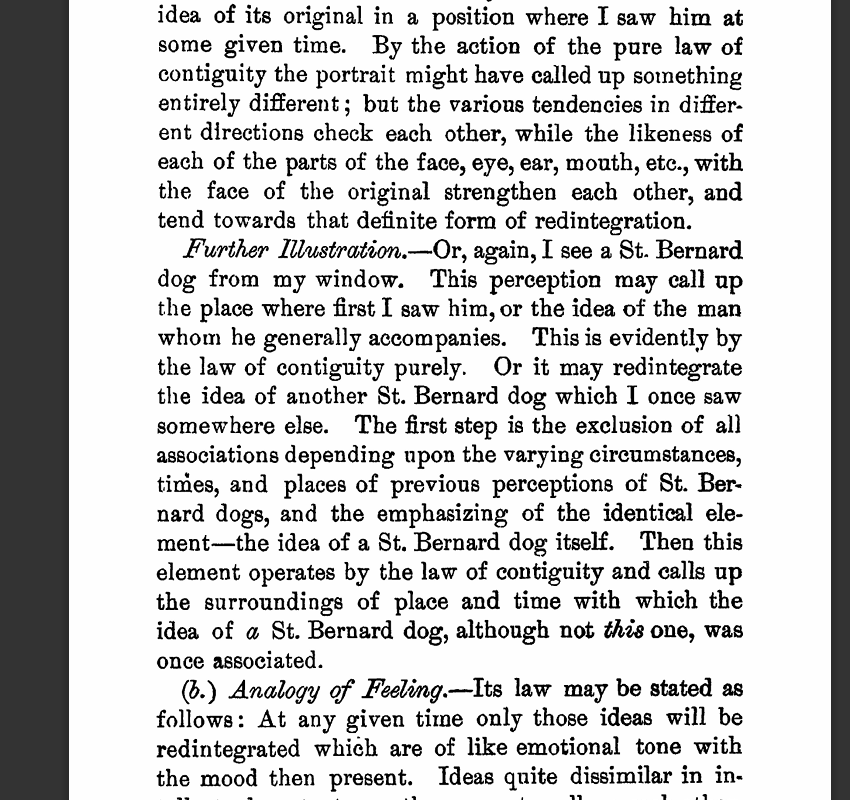 idea of its original in a position where I saw him at
some given time. By the action of the pure law of
contiguity the portrait might have called up something
entirely different; but the various tendencies in differ-
ent directions check each other, while the likeness of
each of the parts of the face, eye, ear, mouth, etc., with
the face of the original strengthen each other, and
tend towards that definite form of redintegration.
Further Illustration.—Or, again, I see a St. Bernard
dog from my window. This perception may call up
the place where first I saw him, or the idea of the man
whom he generally accompanies. This is evidently by
the law of contiguity purely. Or it may redintegrate
the idea of another St. Bernard dog which I once saw
somewhere else. The first step is the exclusion of all
associations depending upon the varying circumstances,
times, and places of previous perceptions of St. Ber-
nard dogs, and the emphasizing of the identical ele-
ment—the idea of a St. Bernard dog itself. Then this
element operates by the law of contiguity and calls up
the surroundings of place and time with which the
idea of a St. Bernard dog, although not this one, was
once associated.
(b.) Analogy of Feeling.—Its law may be stated as
follows: At any given time only those ideas will be
redintegrated which are of like emotional tone with
the mood then present. Ideas quite dissimilar in in-